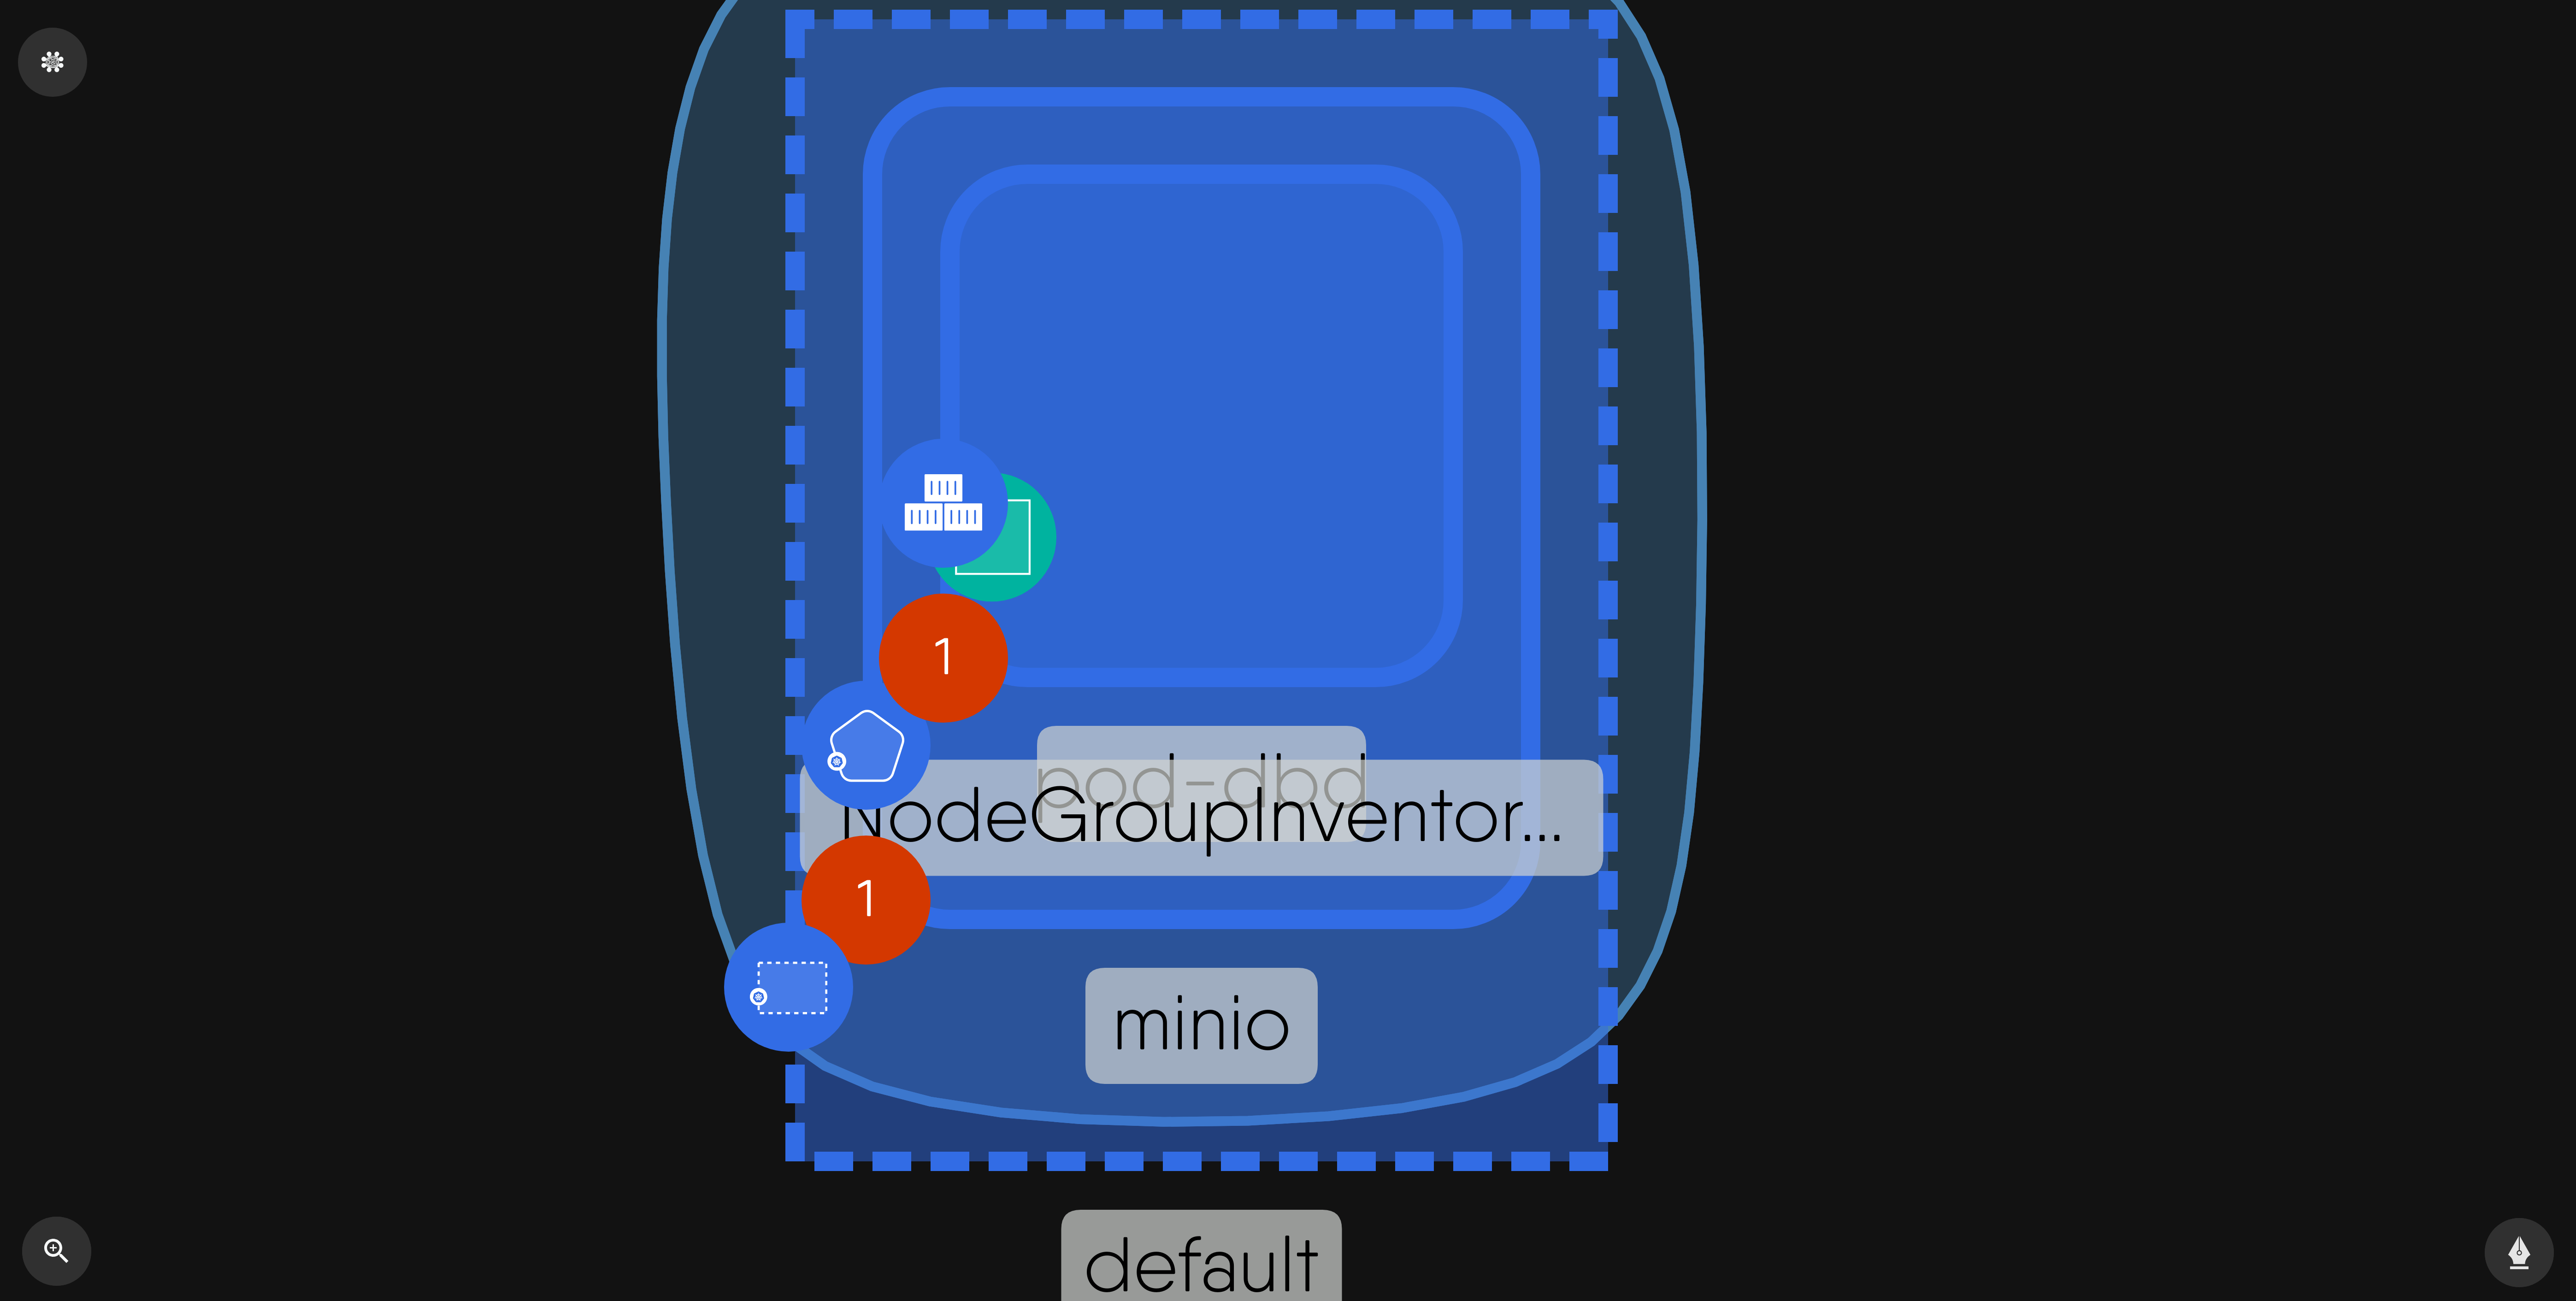 1
pod-dbd
NodeGroupInventor...
1
minio
default